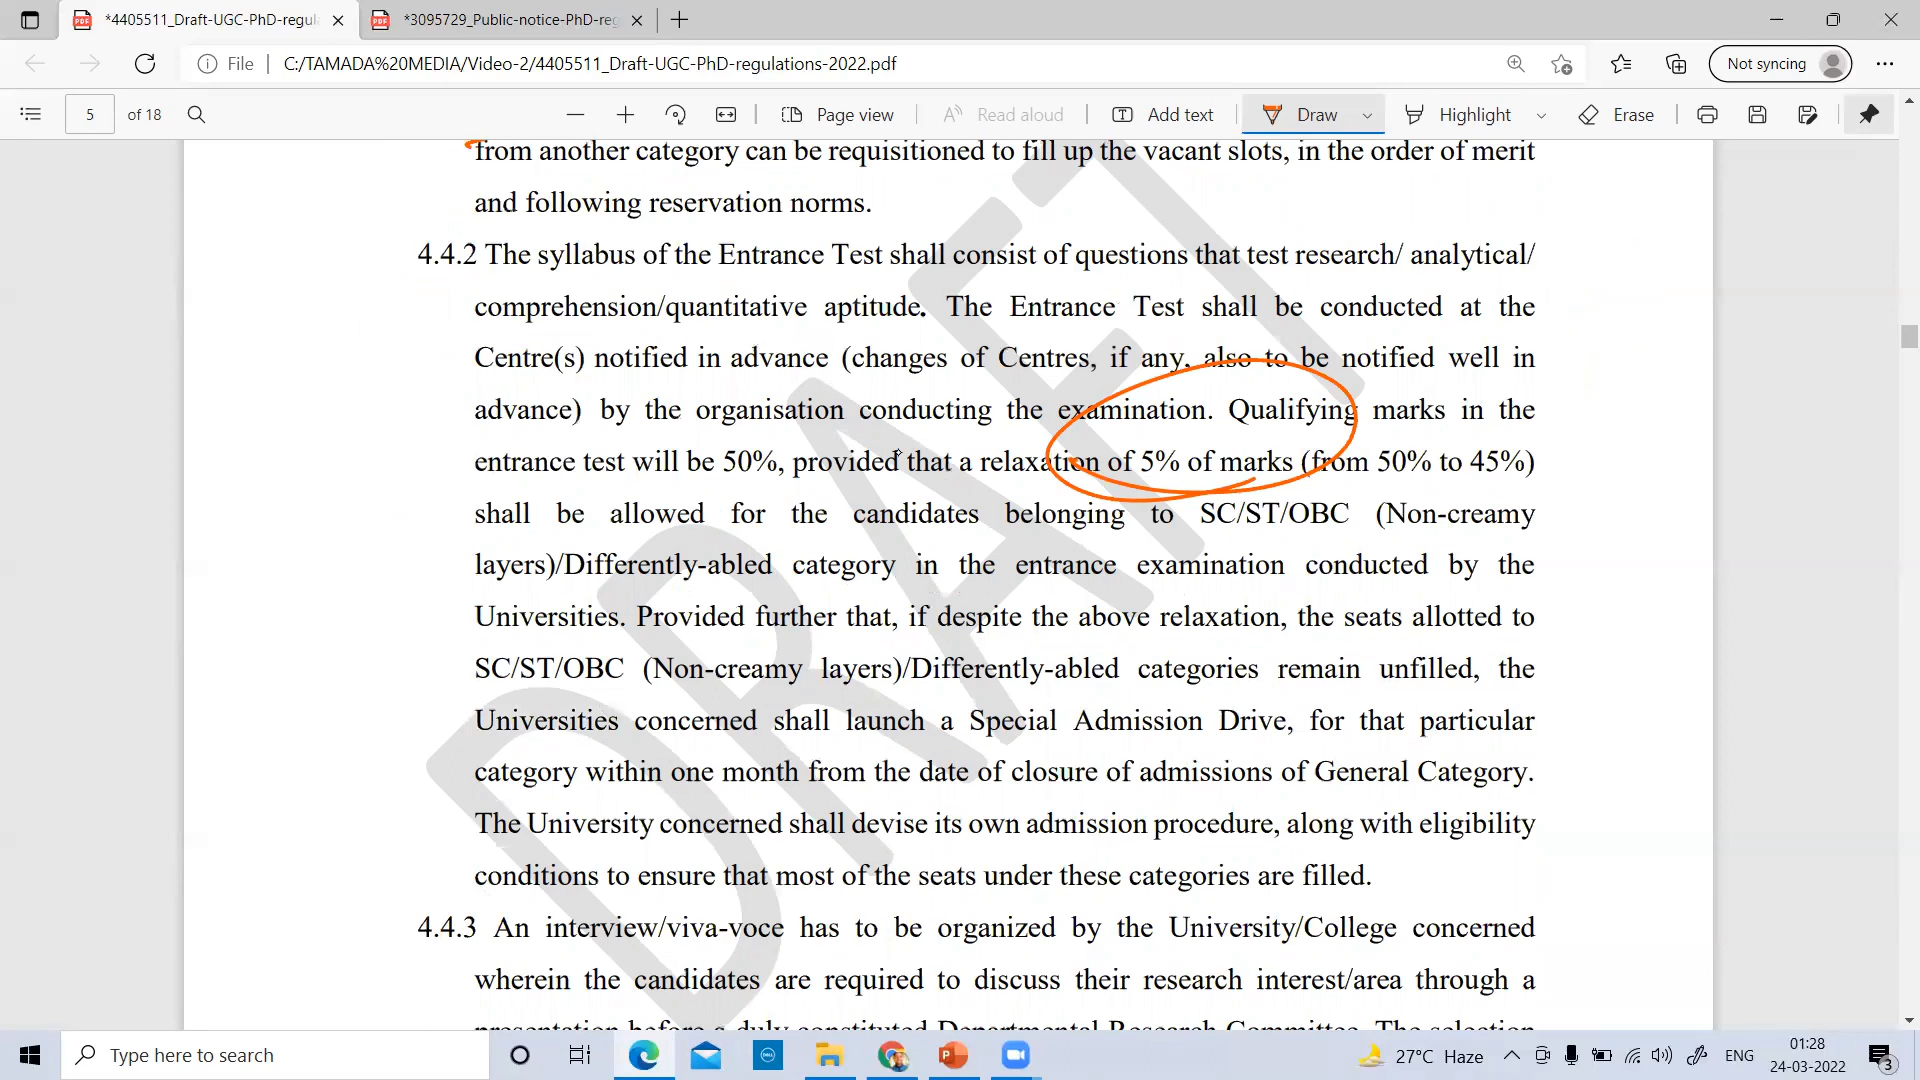 *4405511_Draft-UGC-PhD-regul
*3095729_Public-notice-PhD-reg
File
C:/TAMADA%20MEDIA/Video-2/4405511_Draft-UGC-PhD-regulations-2022.pdf
Not syncing
5 of 18
Page view
Read aloud
Add text
Draw
Highlight
Erase
from another category can be requisitioned to fill up the vacant slots, in the order of merit
and following reservation norms.
4.4.2 The syllabus of the Entrance Test shall consist of questions that test research/ analytical/
comprehension/quantitative aptitude. The Entrance Test shall be conducted at the
Centre(s) notified in advance (changes of Centres, if any, also to be notified well in
advance) by the organisation conducting the examination. Qualifying marks in the
entrance test will be 50%, provided that a relaxation of 5% of marks (from 50% to 45%)
shall be allowed for the candidates belonging to SC/ST/OBC (Non-creamy
layers)/Differently-abled category in the entrance examination conducted by the
Universities. Provided further that, if despite the above relaxation, the seats allotted to
SC/ST/OBC (Non-creamy layers)/Differently-abled categories remain unfilled, the
Universities concerned shall launch a Special Admission Drive, for that particular
category within one month from the date of closure of admissions of General Category.
The University concerned shall devise its own admission procedure, along with eligibility
conditions to ensure that most of the seats under these categories are filled.
4.4.3 An interview/viva-voce has to be organized by the University/College concerned
wherein the candidates are required to discuss their research interest/area through a
presentation before a duly constituted Departmental Research Committee. The selection
DRAFT
Type here to search
27°C Haze
ENG
01:28
24-03-2022
3